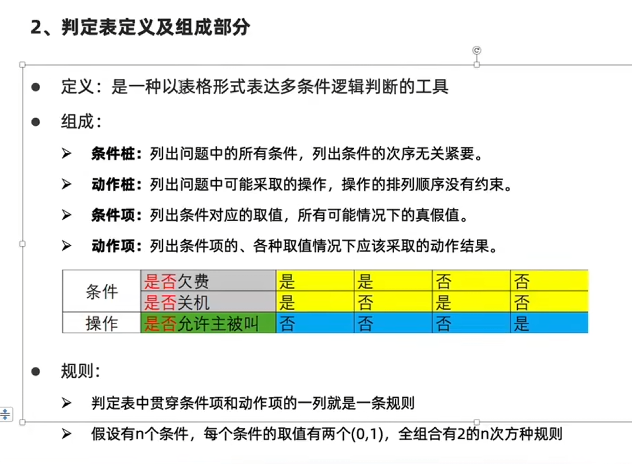 2、判定表定义及组成部分
● 定义：是一种以表格形式表达多条件逻辑判断的工具
● 组成：
➢ 条件桩：列出问题中的所有条件，列出条件的次序无关紧要。
➢ 动作桩：列出问题中可能采取的操作，操作的排列顺序没有约束。
➢ 条件项：列出条件对应的取值，所有可能情况下的真假值。
➢ 动作项：列出条件项的、各种取值情况下应该采取的动作结果。
条件 是否欠费 是 是 否 否
是否关机 是 否 是 否
操作 是否允许主被叫 否 否 否 是
● 规则：
➢ 判定表中贯穿条件项和动作项的一列就是一条规则
➢ 假设有n个条件，每个条件的取值有两个(0,1)，全组合有2的n次方种规则